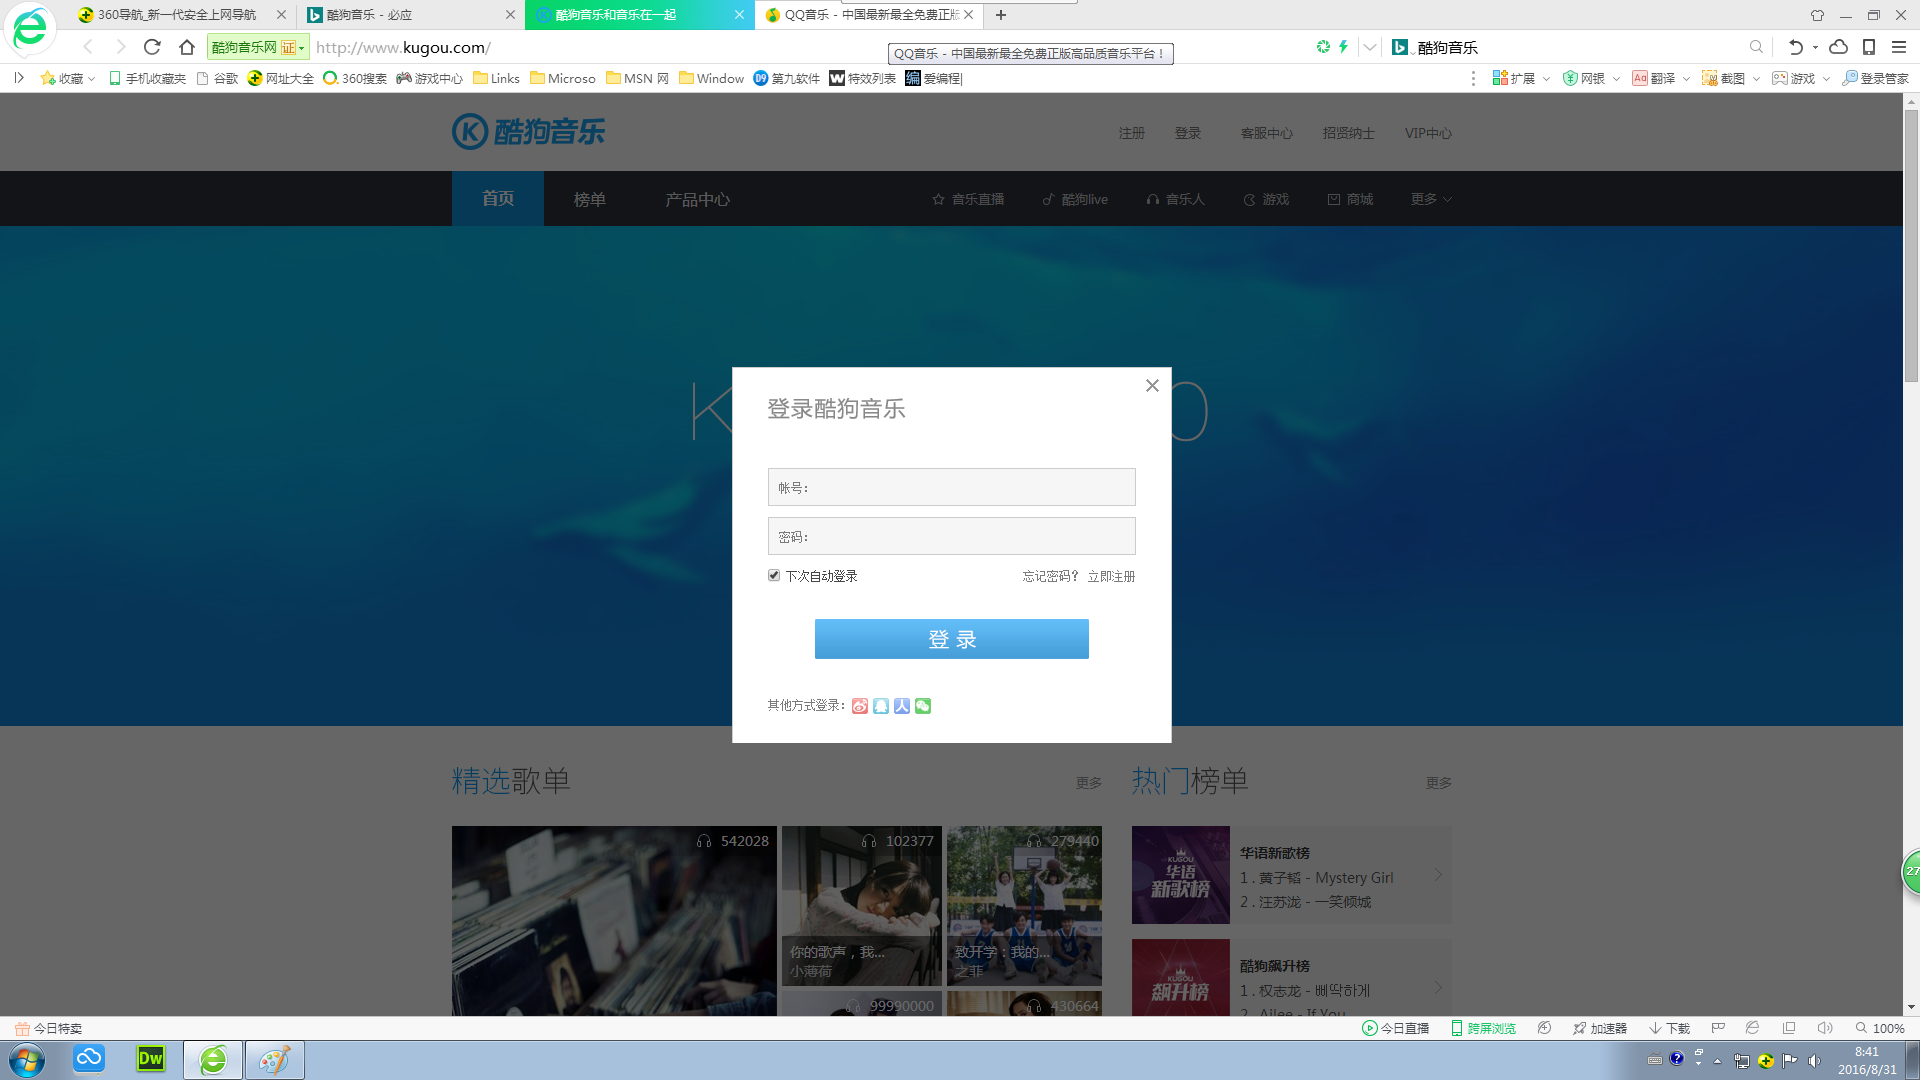 360导航_新一代安全上网导航
酷狗音乐 - 必应
酷狗音乐和音乐在一起
QQ音乐 - 中国最新最全免费正版
酷狗音乐网 证
http://www.kugou.com/
QQ音乐 - 中国最新最全免费正版高品质音乐平台！
酷狗音乐
收藏 手机收藏夹 谷歌 网址大全 360搜索 游戏中心 Links Microso MSN 网 Window 第九软件 特效列表 爱编程|
扩展 网银 翻译 截图 游戏 登录管家
酷狗音乐
注册 登录 客服中心 招贤纳士 VIP中心
首页 榜单 产品中心
音乐直播 酷狗live 音乐人 游戏 商城 更多
K
登录酷狗音乐
帐号：
密码：
下次自动登录
忘记密码？ 立即注册
登 录
其他方式登录：
精选歌单 更多
热门榜单 更多
542028
102377
279440
你的歌声，我...
小薄荷
致开学：我的...
之菲
99990000
430664
KUGOU
华语
新歌榜
华语新歌榜
1 . 黄子韬 - Mystery Girl
2 . 汪苏泷 - 一笑倾城
KUGOU
飙升榜
酷狗飙升榜
1 . 权志龙 - 삐딱하게
2 . Ailee - If You
27
今日特卖
今日直播 跨屏浏览 加速器 下载 100%
Dw
8:41
2016/8/31